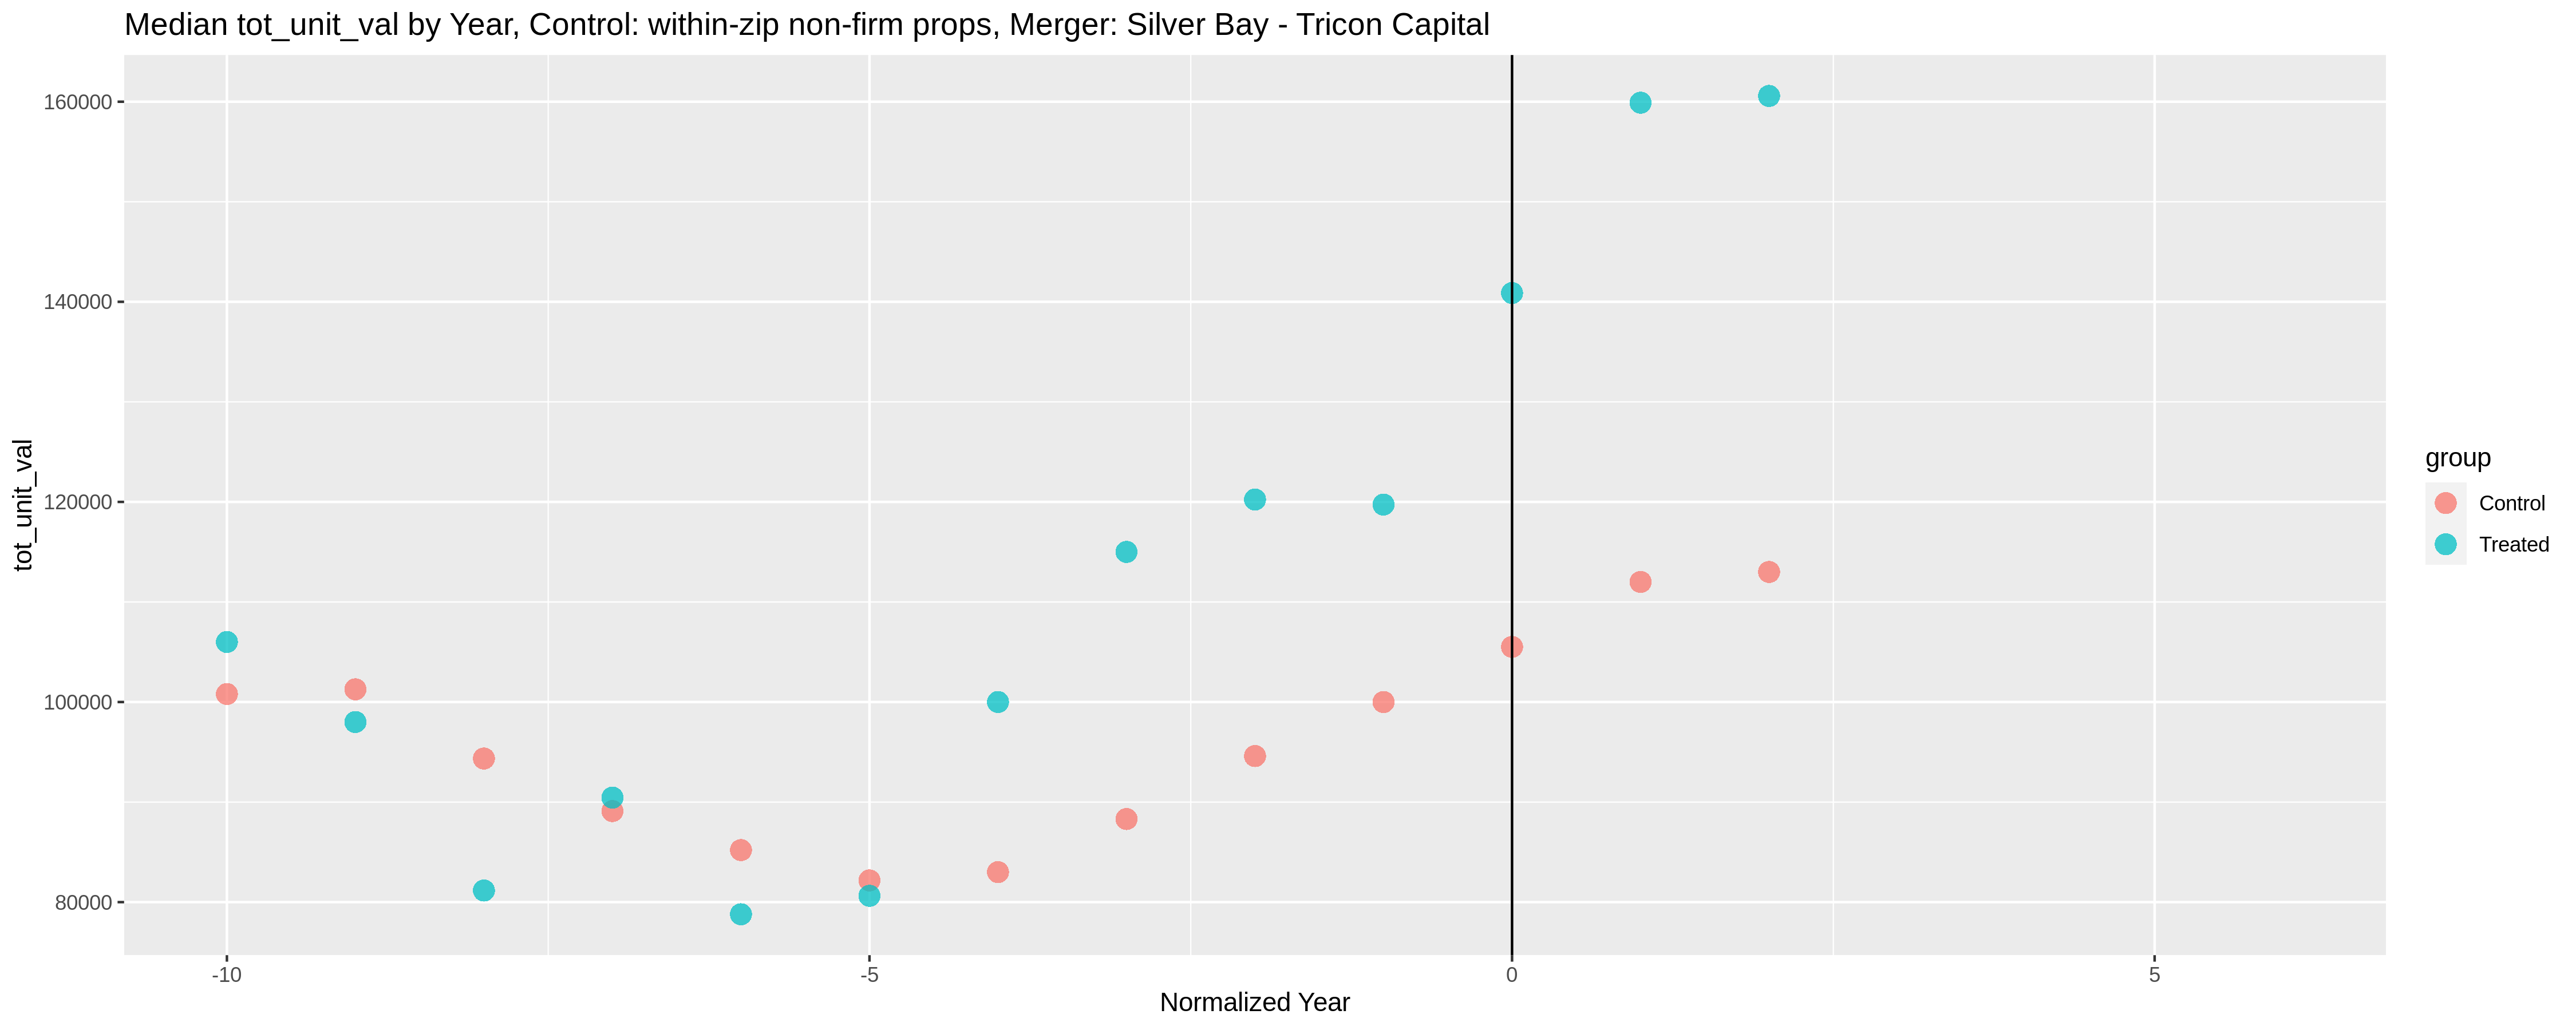 Median tot_unit_val by Year, Control: within-zip non-firm props, Merger: Silver Bay - Tricon Capital
160000
140000
120000
100000
80000
tot_unit_val
-10
-5
0
5
Normalized Year
group
Control
Treated